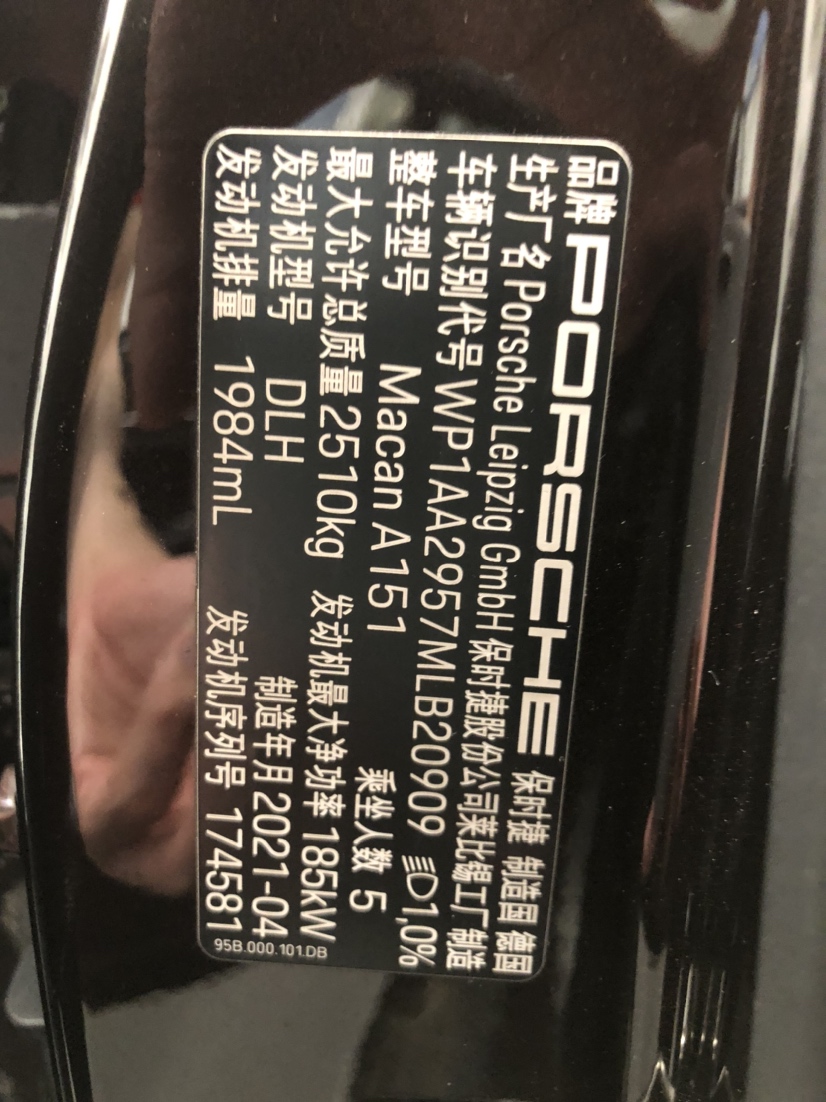 品牌 PORSCHE 保时捷 制造国 德国
生产厂名 Porsche Leipzig GmbH 保时捷股份公司莱比锡工厂制造
车辆识别代号 WP1AA2957MLB20909 1,0%
整车型号 Macan A151 乘坐人数 5
最大允许总质量 2510kg 发动机最大净功率 185kW
发动机型号 DLH 制造年月 2021-04
发动机排量 1984mL 发动机序列号 174581
95B.000.101.DB